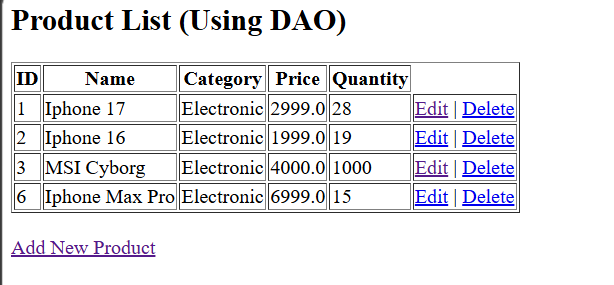 Product List (Using DAO)
ID Name Category Price Quantity
1 Iphone 17 Electronic 2999.0 28 Edit | Delete
2 Iphone 16 Electronic 1999.0 19 Edit | Delete
3 MSI Cyborg Electronic 4000.0 1000 Edit | Delete
6 Iphone Max Pro Electronic 6999.0 15 Edit | Delete
Add New Product